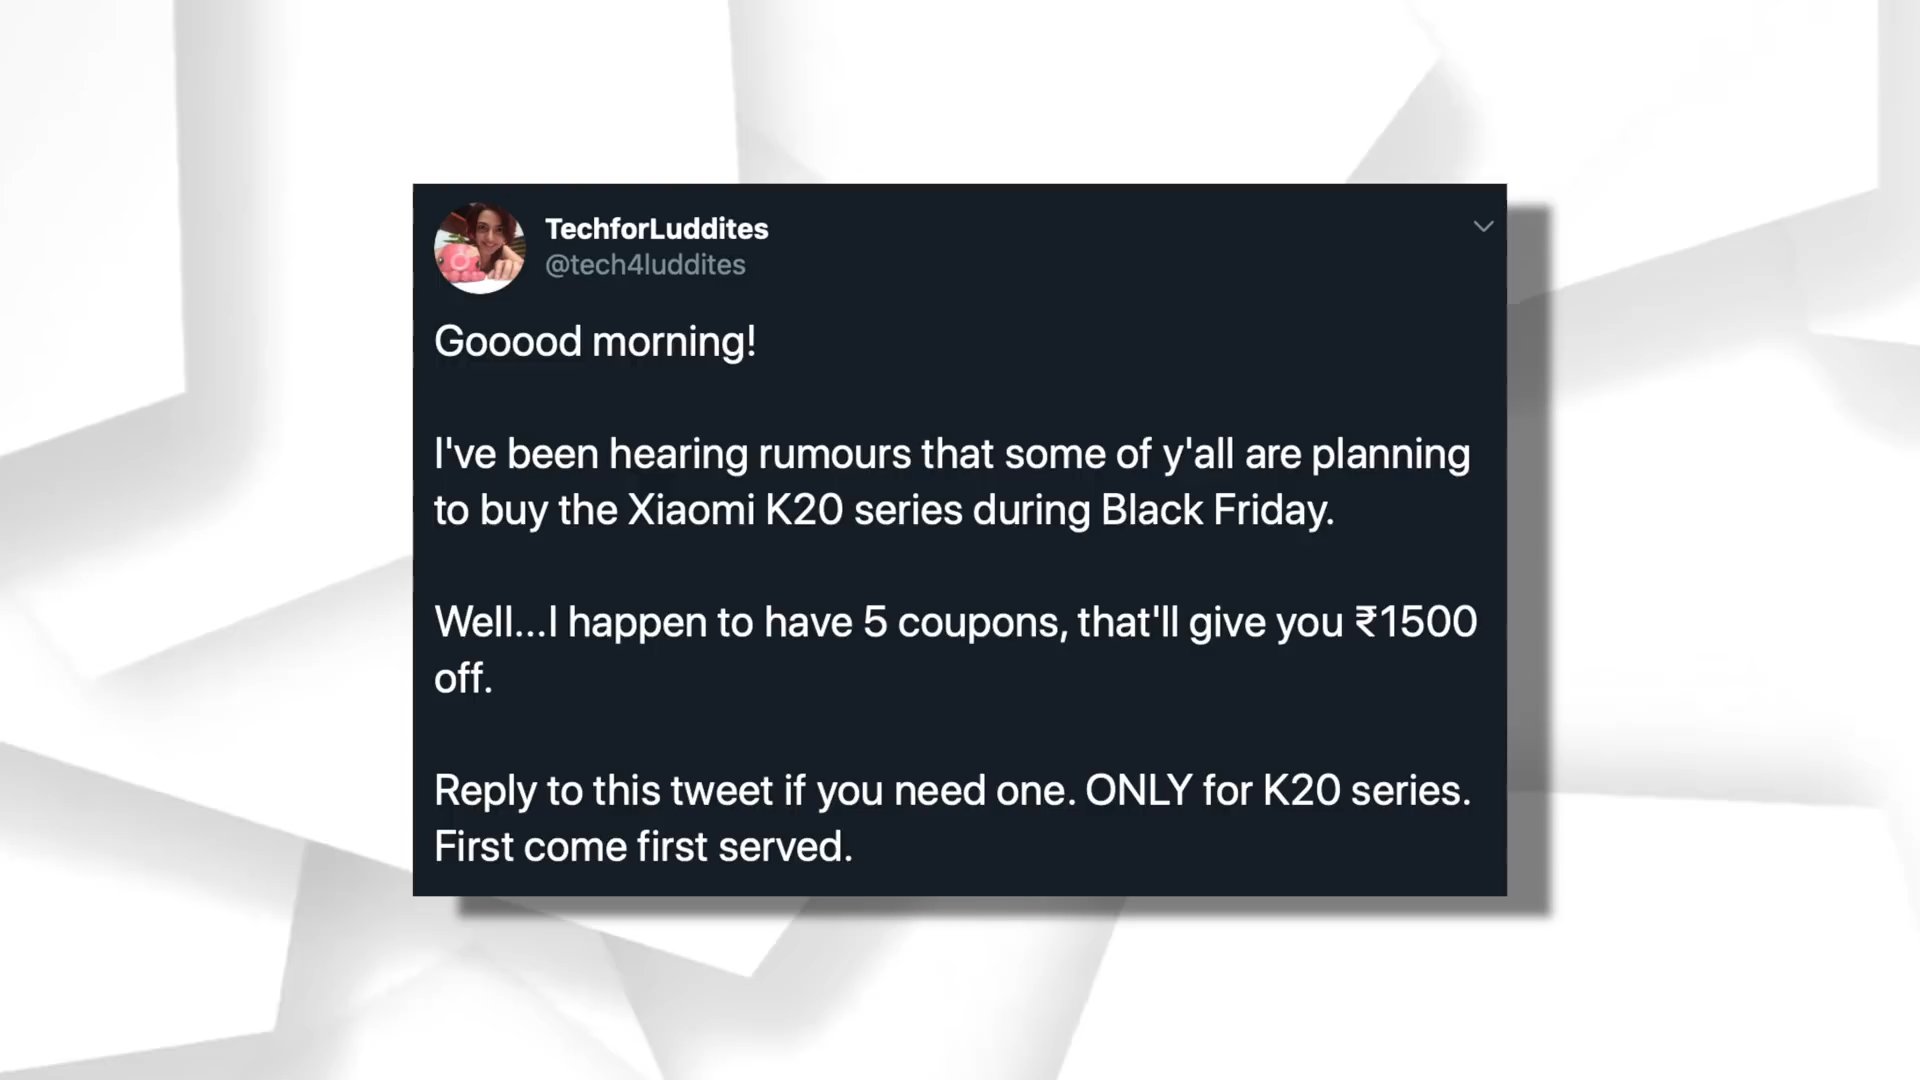 TechforLuddites
@tech4luddites
Gooood morning!
I've been hearing rumours that some of y'all are planning
to buy the Xiaomi K20 series during Black Friday.
Well...I happen to have 5 coupons, that'll give you ₹1500
off.
Reply to this tweet if you need one. ONLY for K20 series.
First come first served.